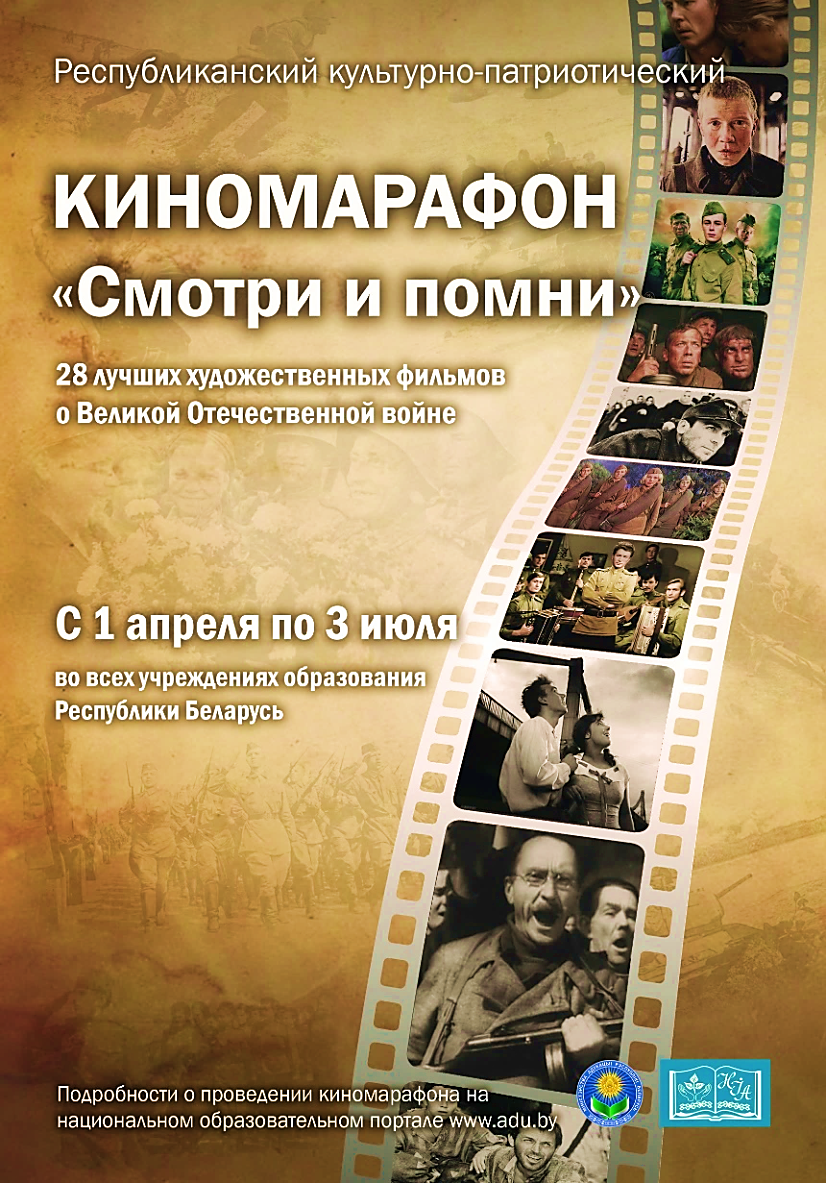 Республиканский культурно-патриотический
КИНОМАРАФОН
«Смотри и помни»
28 лучших художественных фильмов
о Великой Отечественной войне
С 1 апреля по 3 июля
во всех учреждениях образования
Республики Беларусь
Подробности о проведении киномарафона на
национальном образовательном портале www.adu.by
НІА